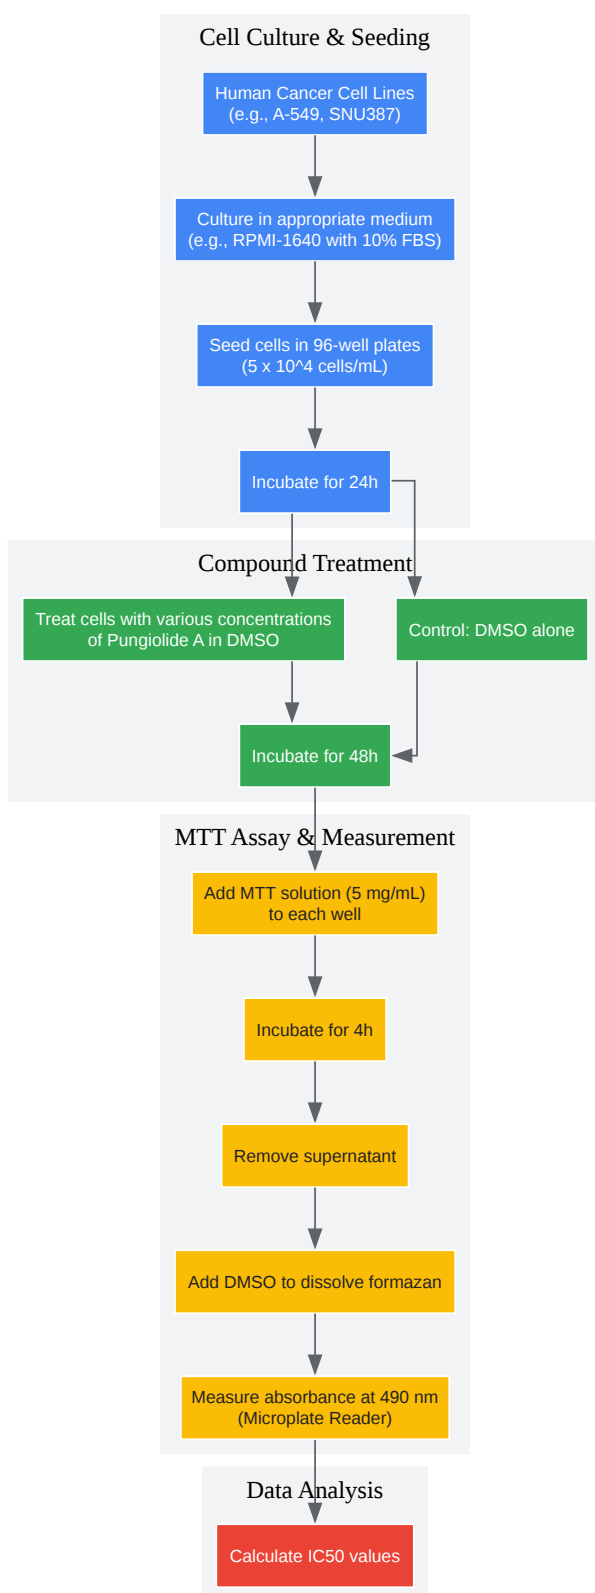 Cell Culture & Seeding
Human Cancer Cell Lines
(e.g., A-549, SNU387)
Culture in appropriate medium
(e.g., RPMI-1640 with 10% FBS)
Seed cells in 96-well plates
(5 x 10^4 cells/mL)
Incubate for 24h
Compound Treatment
Treat cells with various concentrations
of Pungiolide A in DMSO
Control: DMSO alone
Incubate for 48h
MTT Assay & Measurement
Add MTT solution (5 mg/mL)
to each well
Incubate for 4h
Remove supernatant
Add DMSO to dissolve formazan
Measure absorbance at 490 nm
(Microplate Reader)
Data Analysis
Calculate IC50 values